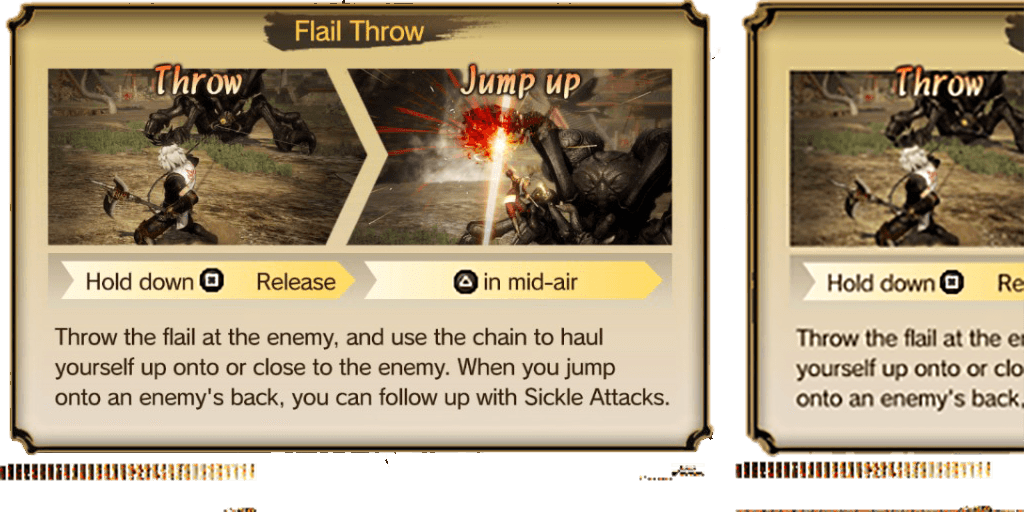 Flail Throw
Throw
Jump up
Hold down Release
in mid-air
Throw the flail at the enemy, and use the chain to haul
yourself up onto or close to the enemy. When you jump
onto an enemy's back, you can follow up with Sickle Attacks.
Throw
Hold down Re
Throw the flail at the e
yourself up onto or clo
onto an enemy's back,